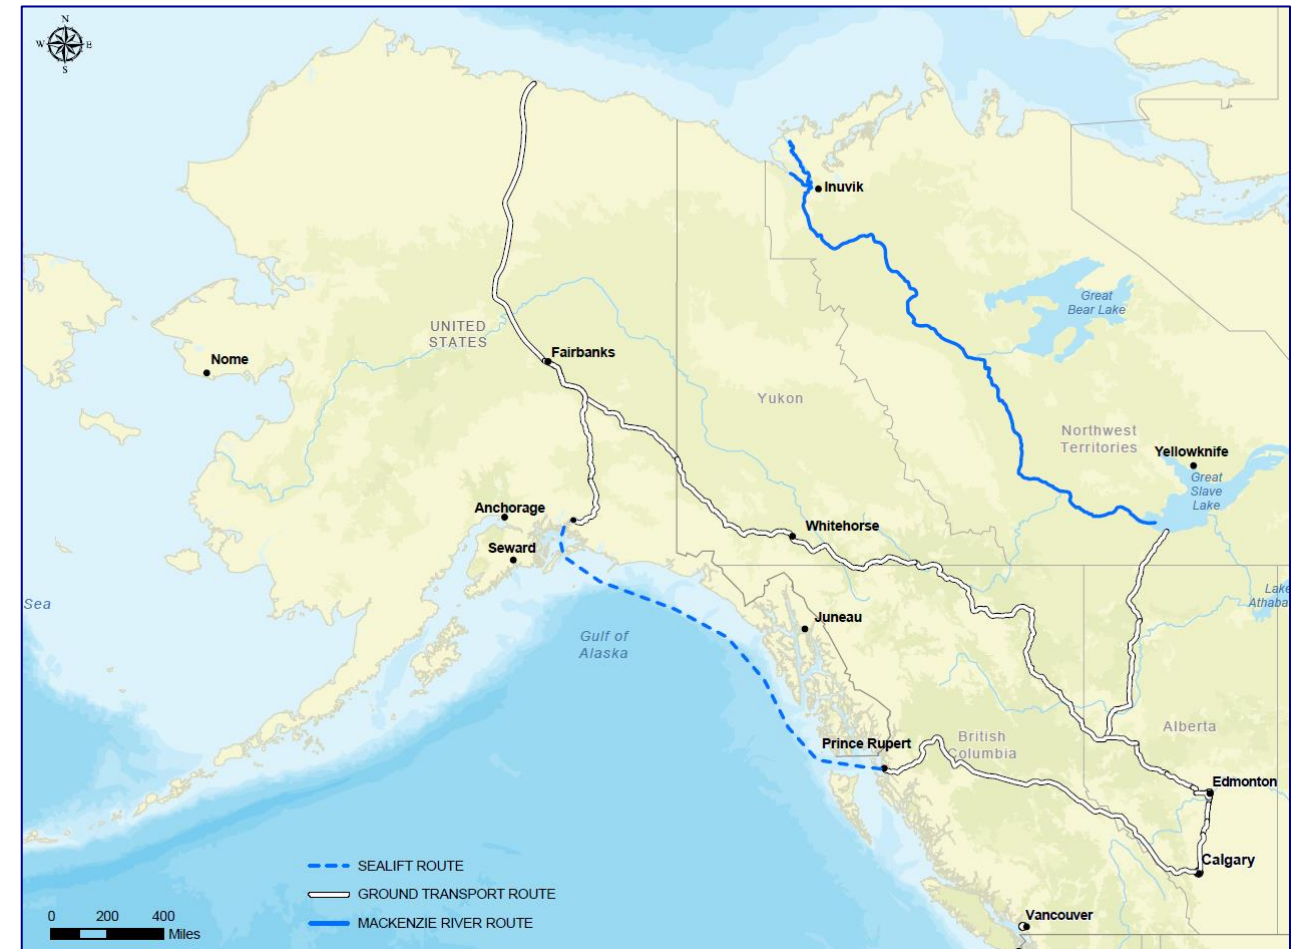 N
W E
S
Inuvik
Great
Bear Lake
UNITED
STATES
Fairbanks
Nome
Yukon
Northwest
Territories
Yellowknife
Great
Slave
Lake
Anchorage
Whitehorse
Seward
Sea
Lake
Athaba
Juneau
Gulf of
Alaska
Alberta
Prince Rupert
British
Columbia
Edmonton
Calgary
SEALIFT ROUTE
GROUND TRANSPORT ROUTE
MACKENZIE RIVER ROUTE
0 200 400
Miles
Vancouver